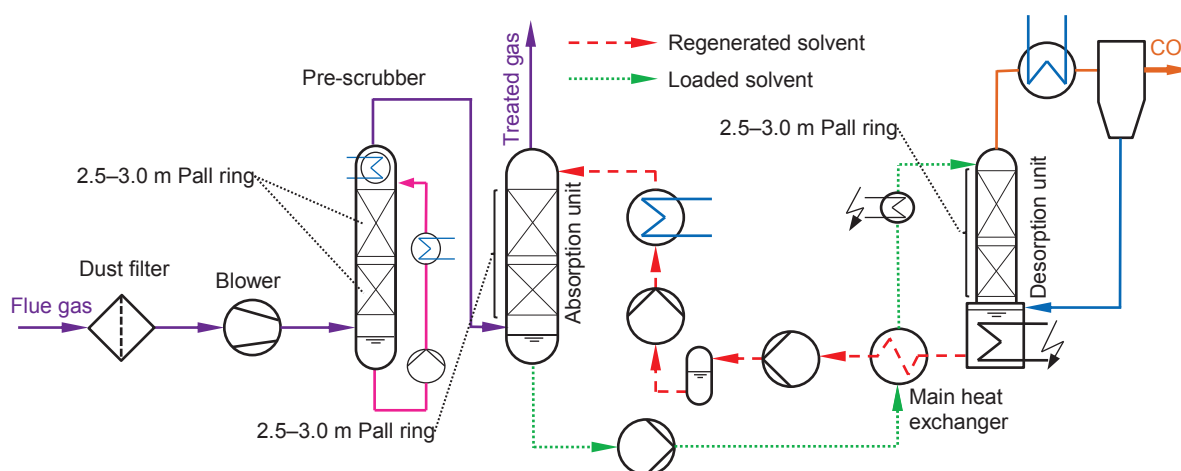 Regenerated solvent
Loaded solvent
CO
Pre-scrubber
Treated gas
2.5–3.0 m Pall ring
2.5–3.0 m Pall ring
Absorption unit
Desorption unit
Dust filter
Blower
Flue gas
Main heat
exchanger
2.5–3.0 m Pall ring